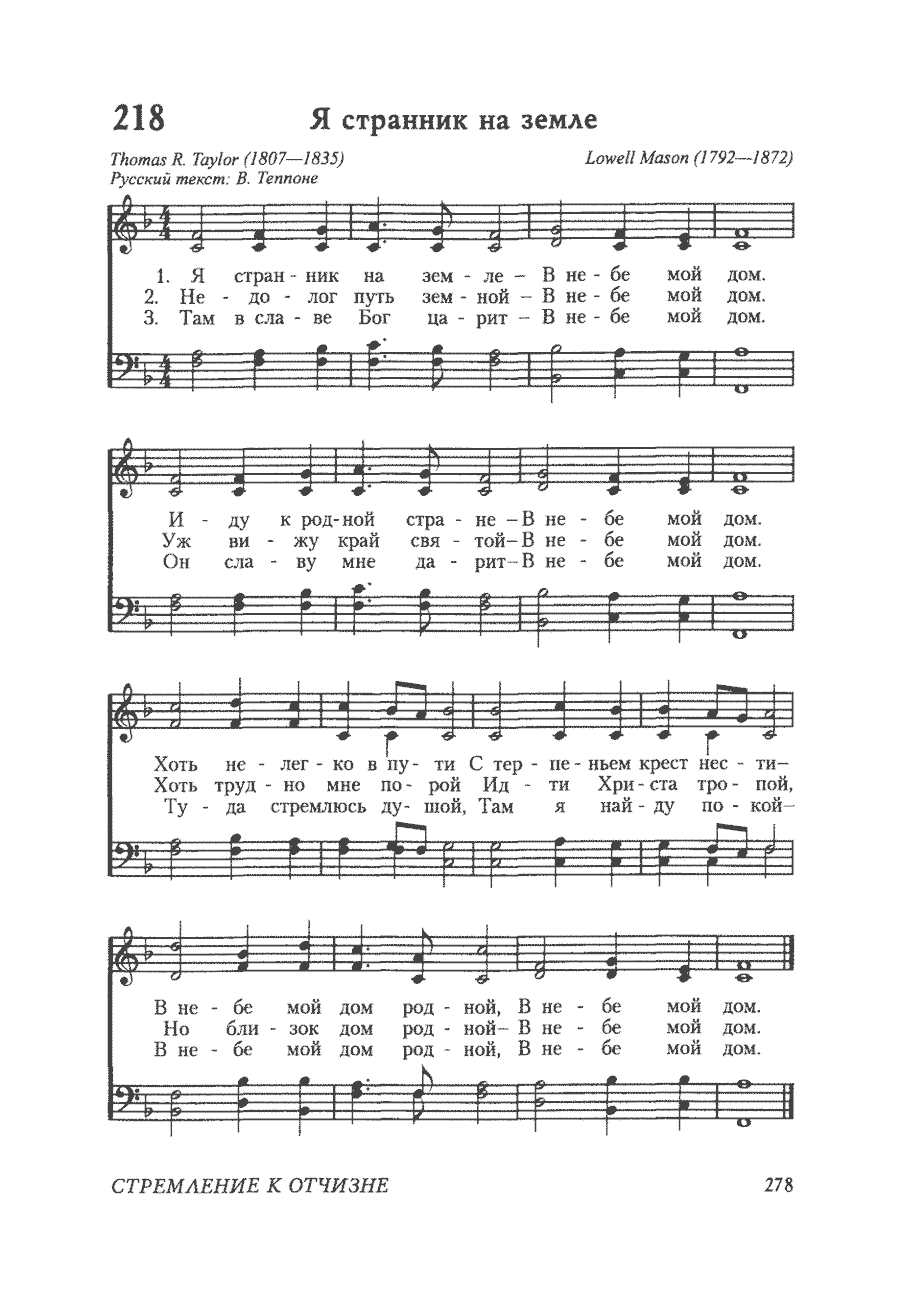 218 Я странник на земле
Thomas R. Taylor (1807—1835) Lowell Mason (1792—1872)
Русский текст: В. Теппоне
1. Я стран - ник на зем - ле – В не - бе мой дом.
2. Не - до - лог путь зем - ной – В не - бе мой дом.
3. Там в сла - ве Бог ца - рит – В не - бе мой дом.
И - ду к род-ной стра - не –В не - бе мой дом.
Уж ви - жу край свя - той–В не - бе мой дом.
Он сла - ву мне да - рит–В не - бе мой дом.
Хоть не - лег - ко в пу - ти С тер - пе - ньем крест нес - ти–
Хоть труд - но мне по - рой Ид - ти Хри - ста тро - пой,
Ту - да стремлюсь ду - шой, Там я най - ду по - кой–
В не - бе мой дом род - ной, В не - бе мой дом.
Но бли - зок дом род - ной– В не - бе мой дом.
В не - бе мой дом род - ной, В не - бе мой дом.
СТРЕМЛЕНИЕ К ОТЧИЗНЕ 278